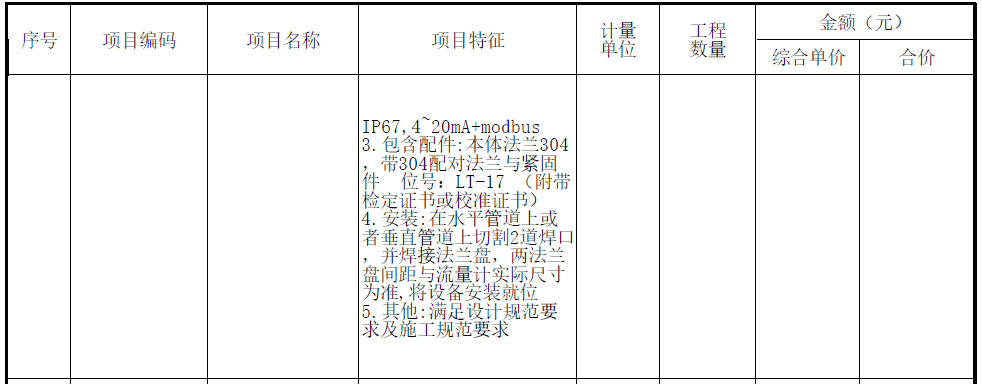 序号
项目编码
项目名称
项目特征
计量
单位
工程
数量
金额（元）
综合单价
合价
IP67,4~20mA+modbus
3.包含配件:本体法兰304
，带304配对法兰与紧固
件 位号：LT-17 （附带
检定证书或校准证书）
4.安装:在水平管道上或
者垂直管道上切割2道焊口
，并焊接法兰盘，两法兰
盘间距与流量计实际尺寸
为准,将设备安装就位
5.其他:满足设计规范要
求及施工规范要求